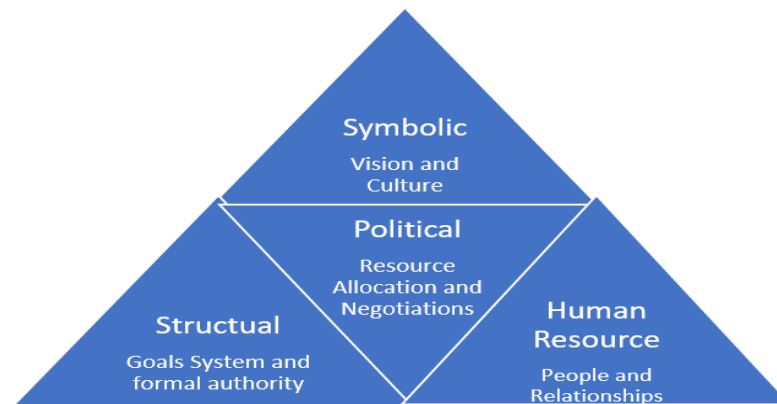 Symbolic
Vision and
Culture
Political
Resource
Allocation and
Negotiations
Structual
Goals System and
formal authority
Human
Resource
People and
Relationships